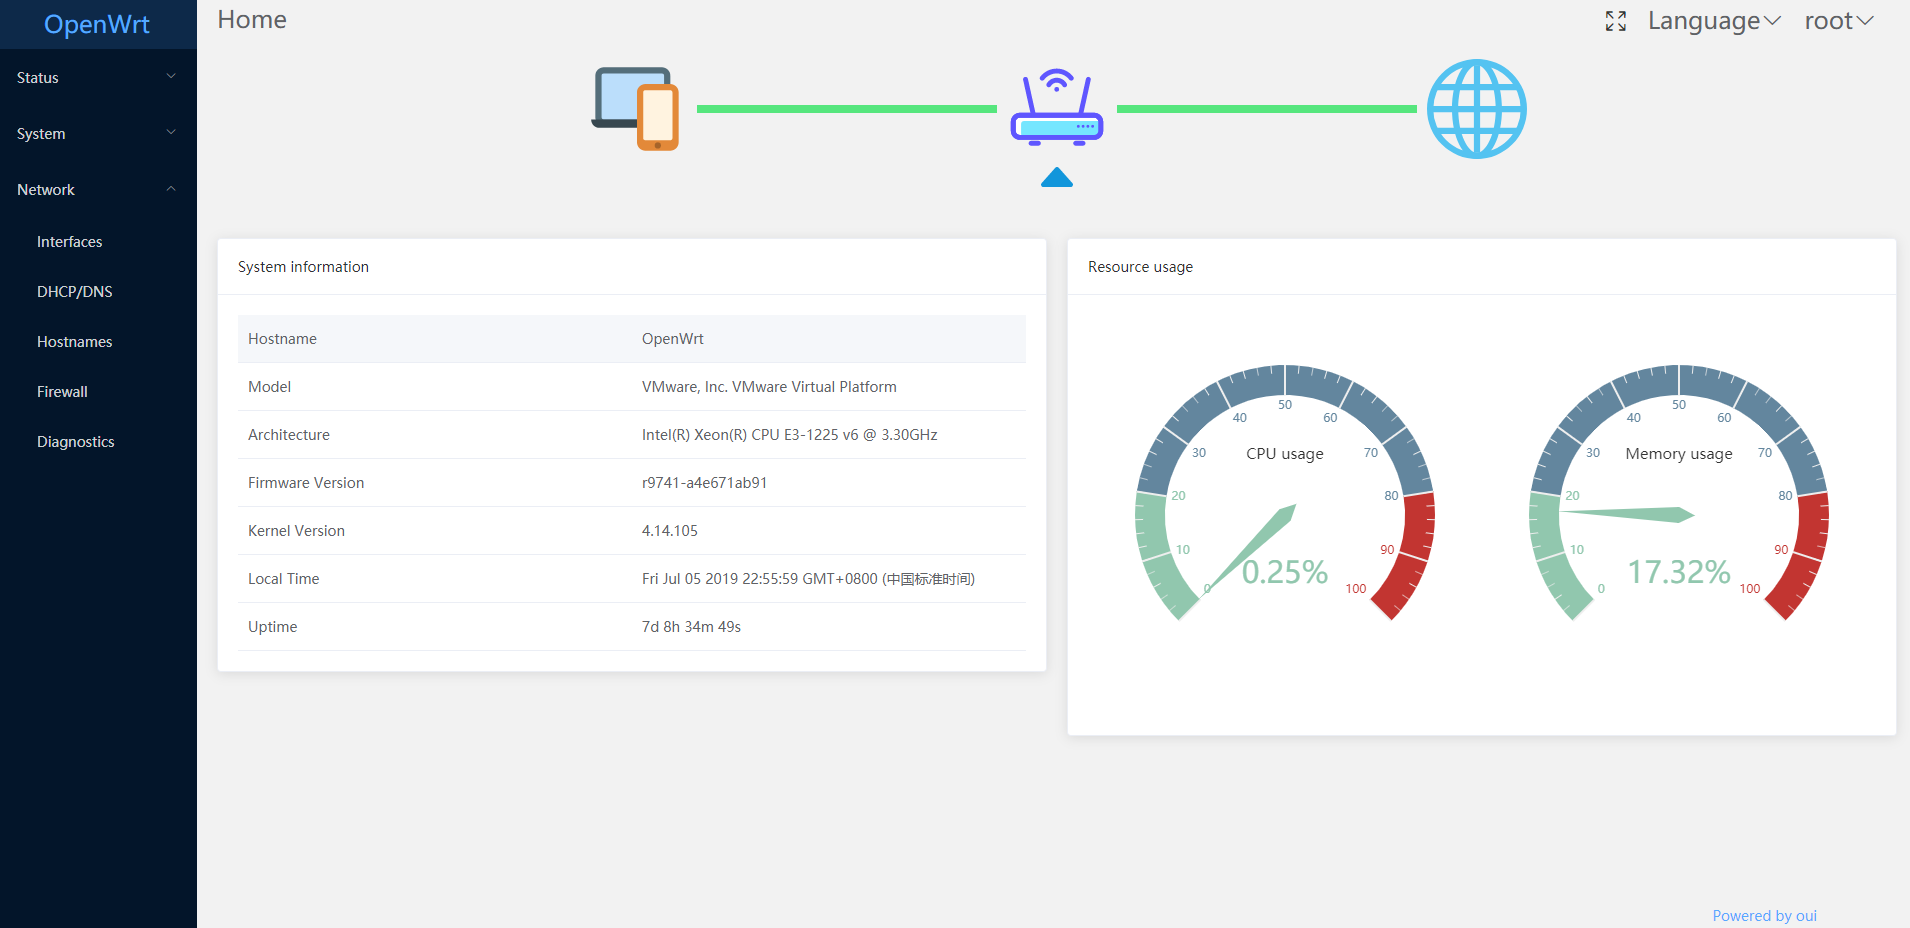 OpenWrt
Home
Language
root
Status
System
Network
Interfaces
DHCP/DNS
Hostnames
Firewall
Diagnostics
System information
Hostname OpenWrt
Model VMware, Inc. VMware Virtual Platform
Architecture Intel(R) Xeon(R) CPU E3-1225 v6 @ 3.30GHz
Firmware Version r9741-a4e671ab91
Kernel Version 4.14.105
Local Time Fri Jul 05 2019 22:55:59 GMT+0800 (中国标准时间)
Uptime 7d 8h 34m 49s
Resource usage
0
10
20
30
40
50
60
70
80
90
100
CPU usage
0.25%
0
10
20
30
40
50
60
70
80
90
100
Memory usage
17.32%
Powered by oui